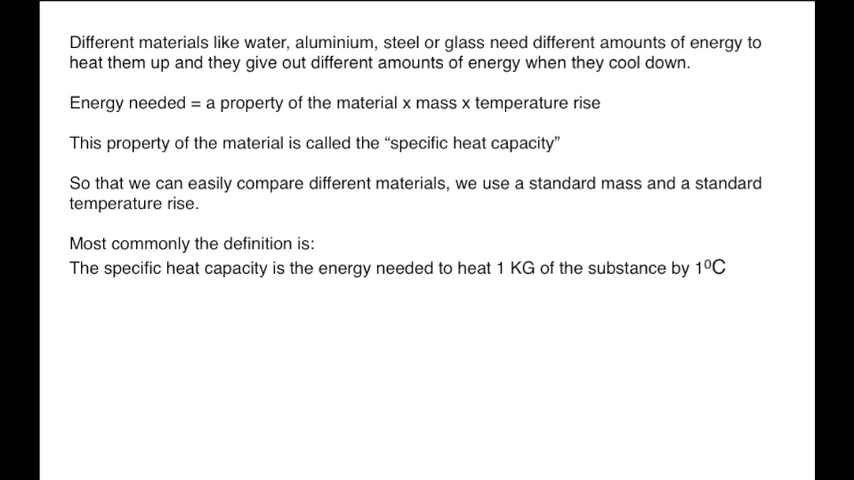 Different materials like water, aluminium, steel or glass need different amounts of energy to
heat them up and they give out different amounts of energy when they cool down.
Energy needed = a property of the material x mass x temperature rise
This property of the material is called the “specific heat capacity”
So that we can easily compare different materials, we use a standard mass and a standard
temperature rise.
Most commonly the definition is:
The specific heat capacity is the energy needed to heat 1 KG of the substance by 1⁰C